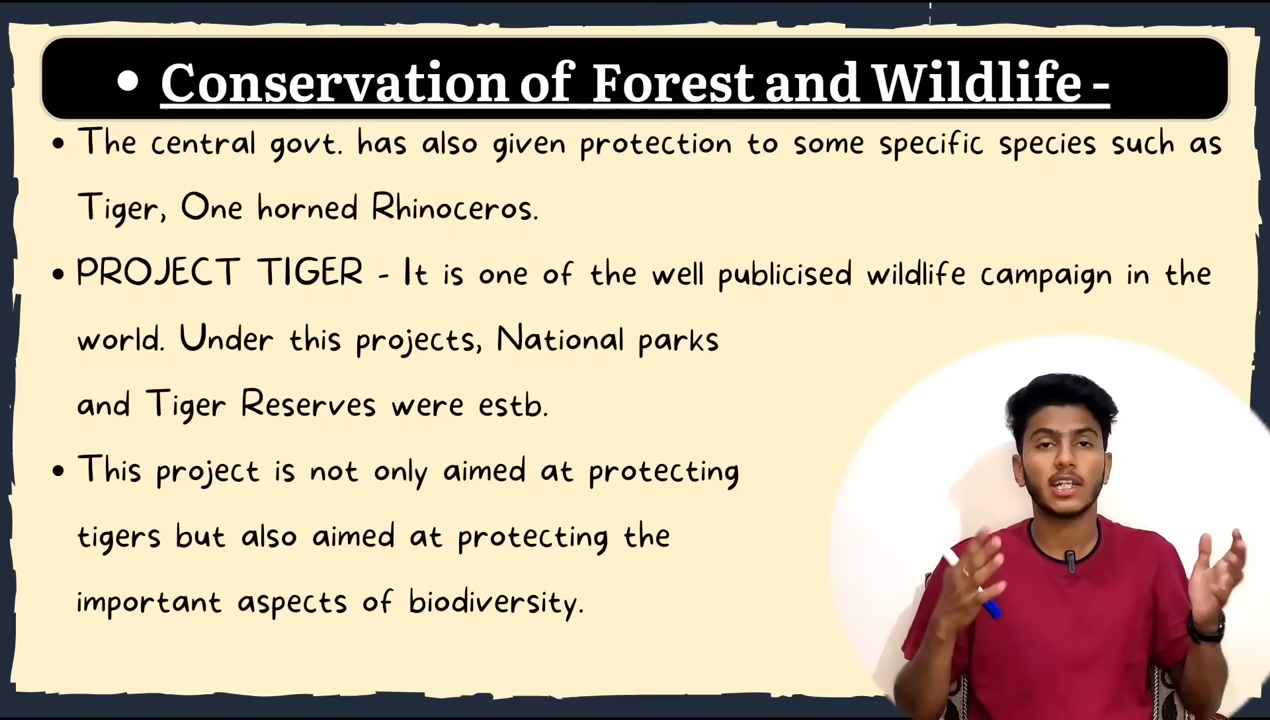 • Conservation of Forest and Wildlife -
• The central govt. has also given protection to some specific species such as
Tiger, One horned Rhinoceros.
• PROJECT TIGER - It is one of the well publicised wildlife campaign in the
world. Under this projects, National parks
and Tiger Reserves were estb.
• This project is not only aimed at protecting
tigers but also aimed at protecting the
important aspects of biodiversity.